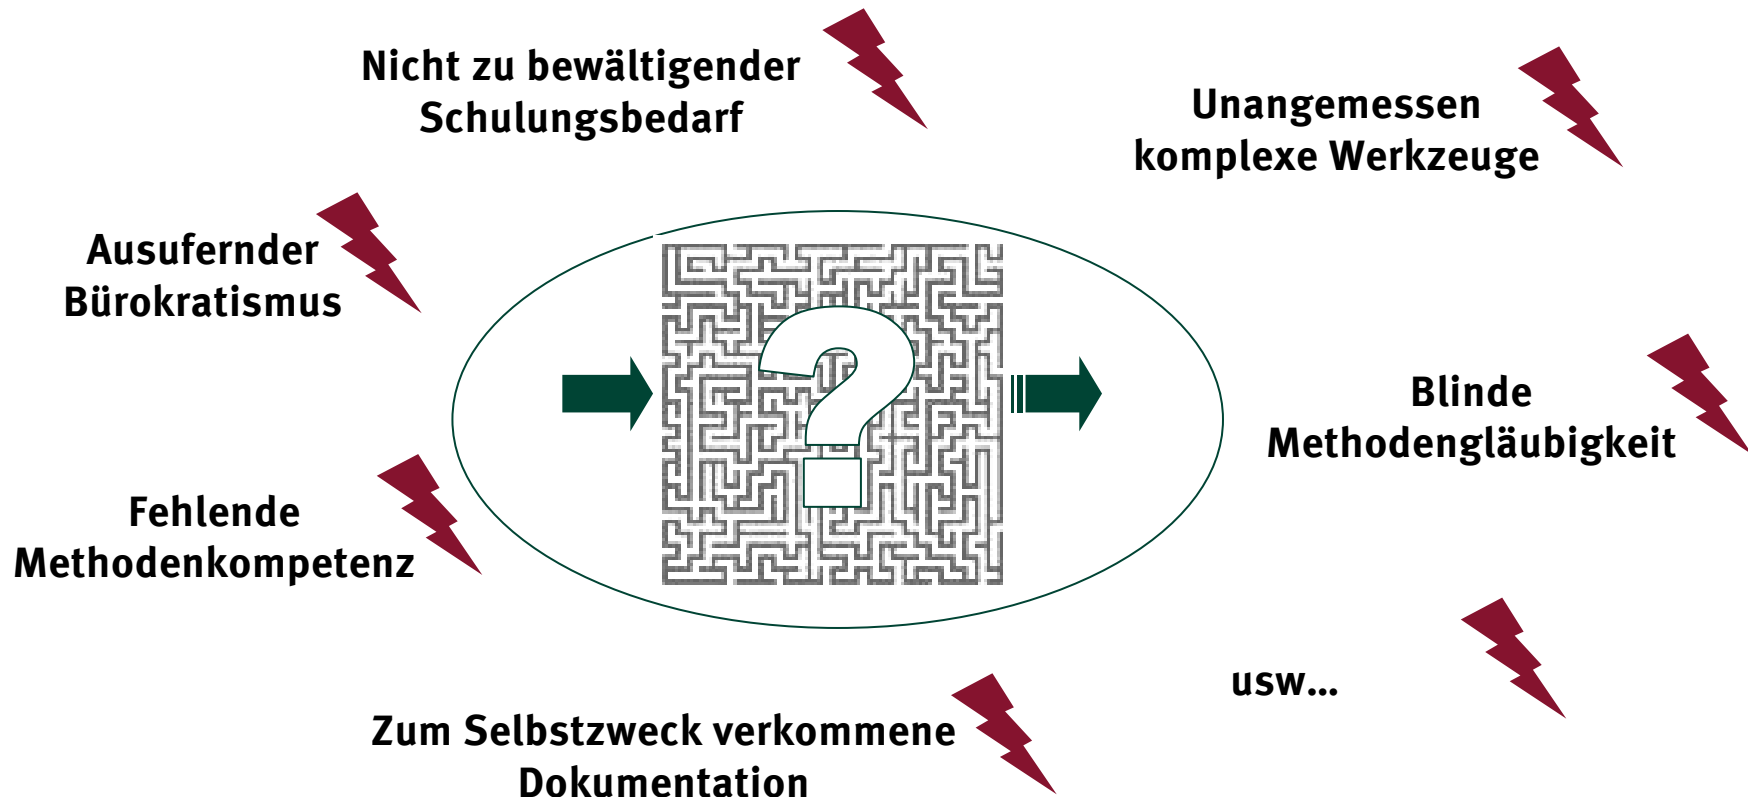 Nicht zu bewältigender
Schulungsbedarf
Unangemessen
komplexe Werkzeuge
Ausufernder
Bürokratismus
?
Blinde
Methodengläubigkeit
Fehlende
Methodenkompetenz
usw...
Zum Selbstzweck verkommene
Dokumentation